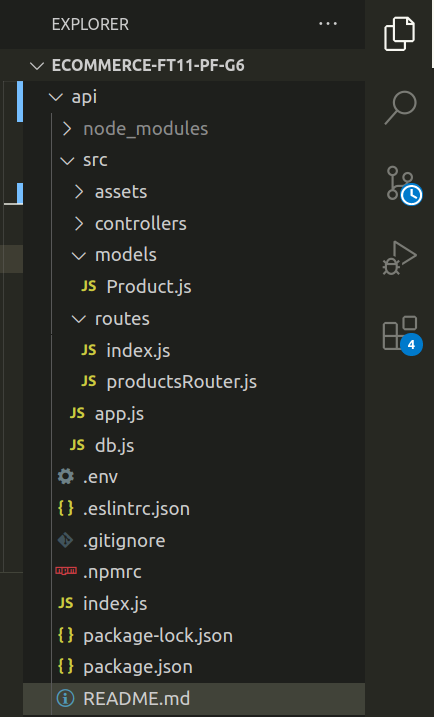 EXPLORER
ECOMMERCE-FT11-PF-G6
api
node_modules
src
assets
controllers
models
JS Product.js
routes
JS index.js
JS productsRouter.js
JS app.js
JS db.js
.env
{ } .eslintrc.json
.gitignore
.npmrc
JS index.js
{ } package-lock.json
{ } package.json
README.md
4